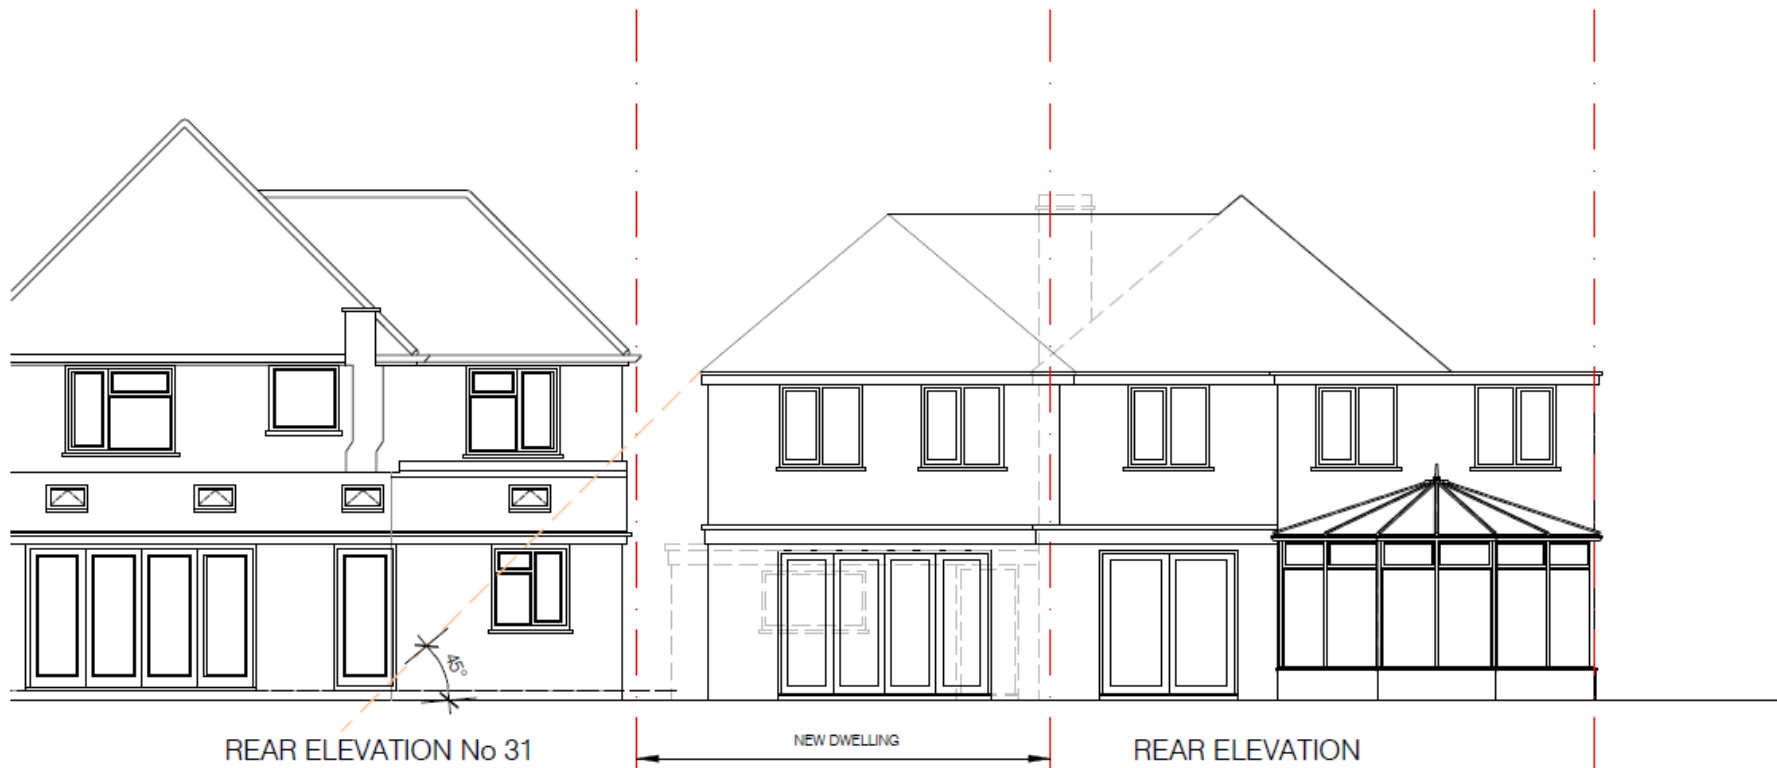 45°
REAR ELEVATION No 31
NEW DWELLING
REAR ELEVATION